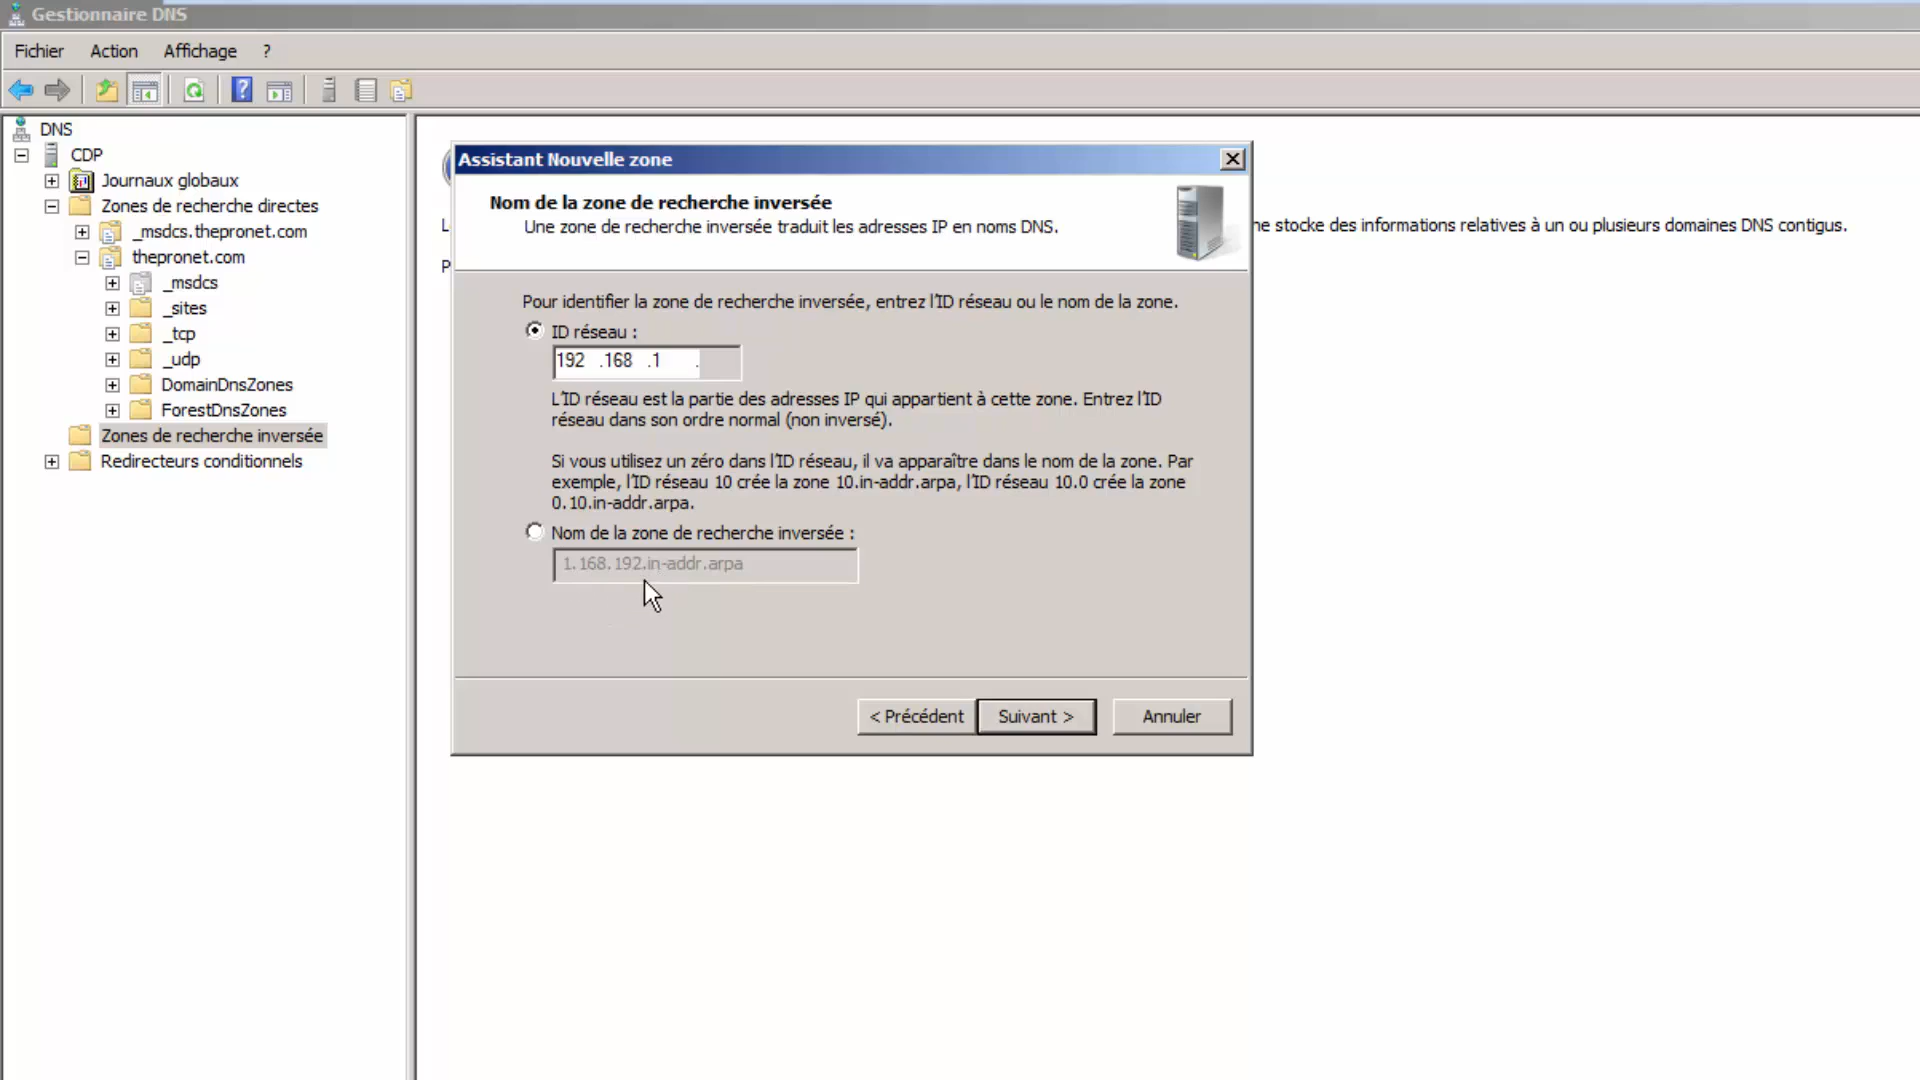 Gestionnaire DNS
Fichier Action Affichage ?
DNS
CDP
Journaux globaux
Zones de recherche directes
_msdcs.thepronet.com
thepronet.com
_msdcs
_sites
_tcp
_udp
DomainDnsZones
ForestDnsZones
Zones de recherche inversée
Redirecteurs conditionnels
L
ne stocke des informations relatives à un ou plusieurs domaines DNS contigus.
P
Assistant Nouvelle zone
Nom de la zone de recherche inversée
Une zone de recherche inversée traduit les adresses IP en noms DNS.
Pour identifier la zone de recherche inversée, entrez l'ID réseau ou le nom de la zone.
ID réseau :
192 .168 .1 .
L'ID réseau est la partie des adresses IP qui appartient à cette zone. Entrez l'ID
réseau dans son ordre normal (non inversé).
Si vous utilisez un zéro dans l'ID réseau, il va apparaître dans le nom de la zone. Par
exemple, l'ID réseau 10 crée la zone 10.in-addr.arpa, l'ID réseau 10.0 crée la zone
0.10.in-addr.arpa.
Nom de la zone de recherche inversée :
1.168.192.in-addr.arpa
< Précédent Suivant > Annuler